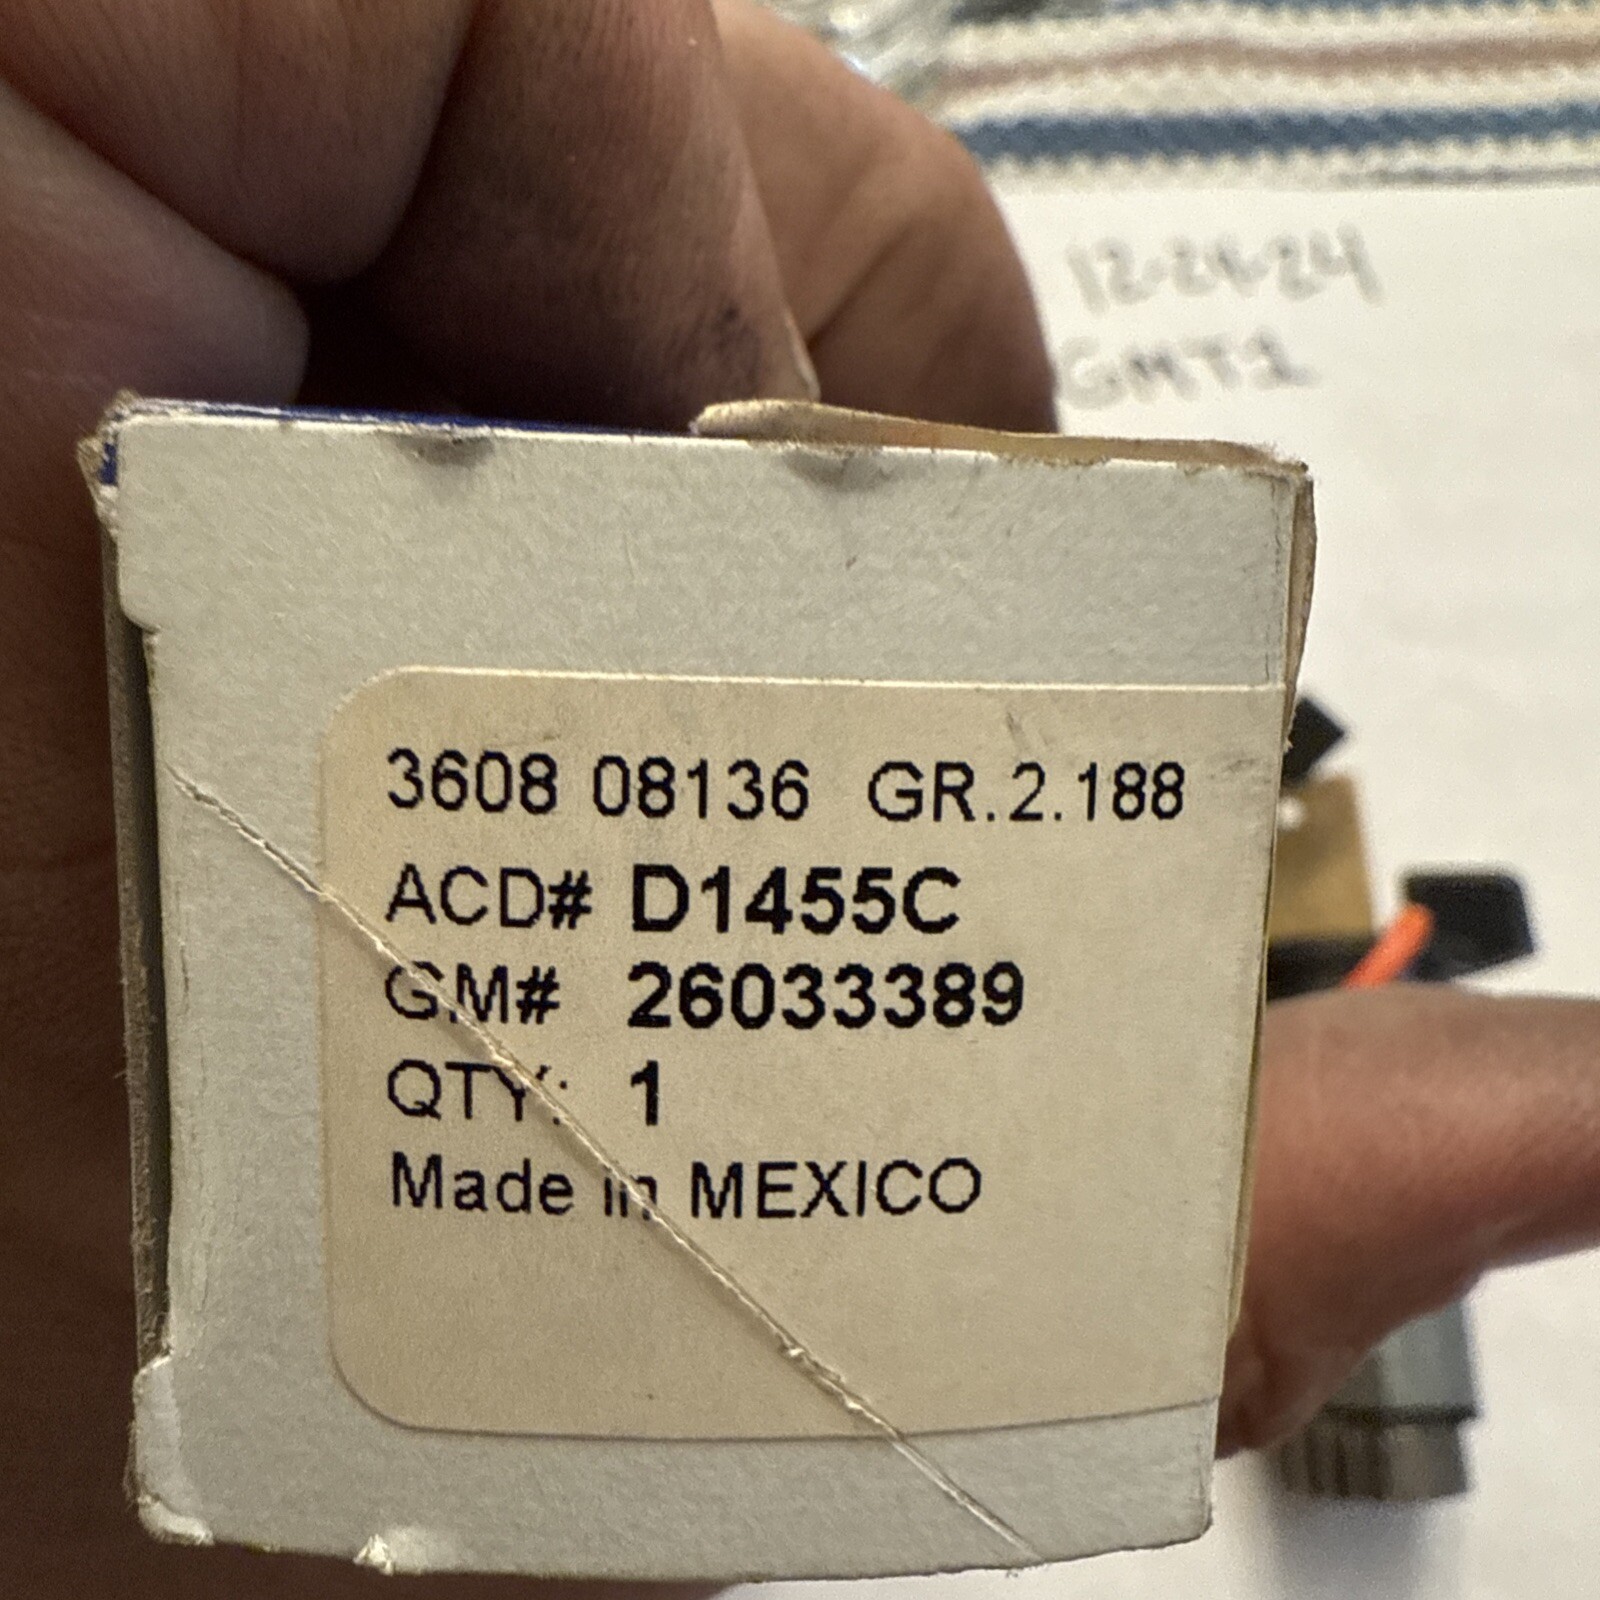 12-24-24
GMT1
3608 08136 GR.2.188
ACD# D1455C
GM# 26033389
QTY: 1
Made in MEXICO